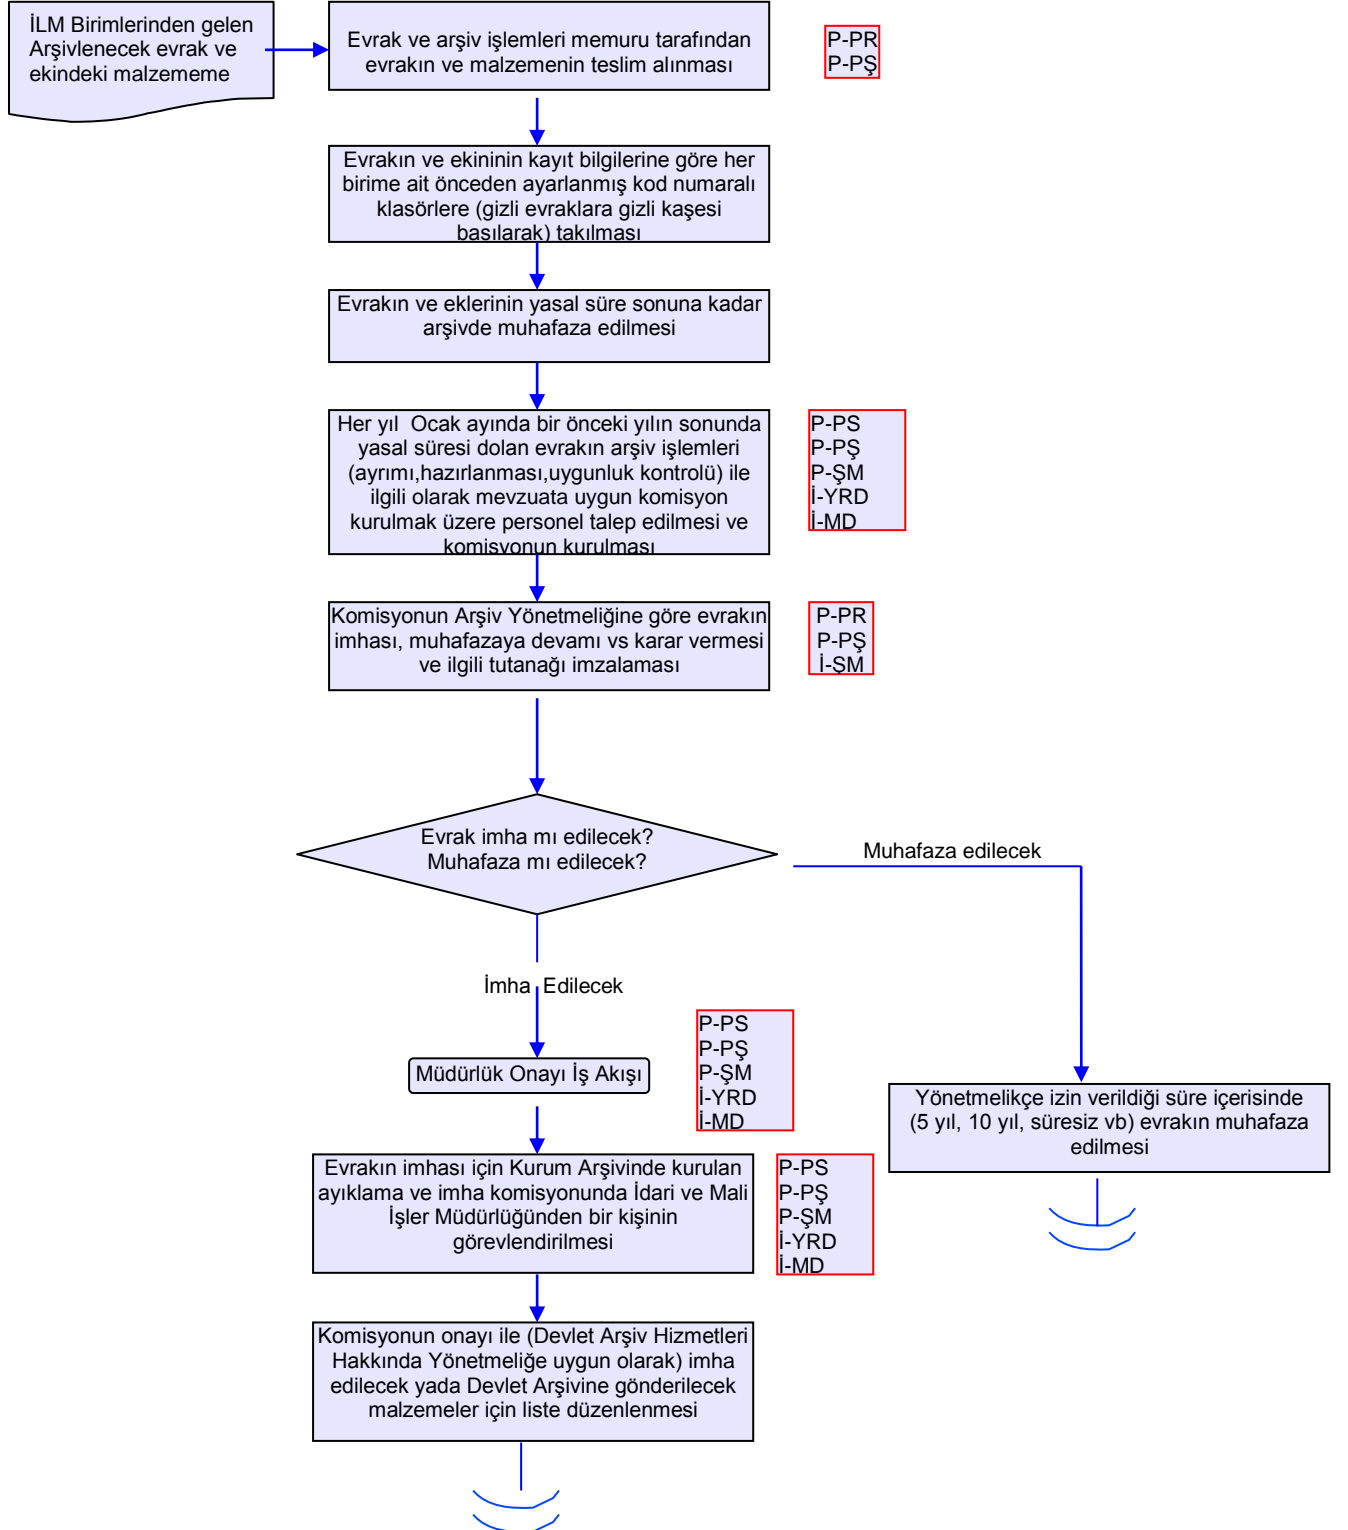 İLM Birimlerinden gelen
Arşivlenecek evrak ve
ekindeki malzememe
Evrak ve arşiv işlemleri memuru tarafından
evrakın ve malzemenin teslim alınması
P-PR
P-PŞ
Evrakın ve ekininin kayıt bilgilerine göre her
birime ait önceden ayarlanmış kod numaralı
klasörlere (gizli evraklara gizli kaşesi
basılarak) takılması
Evrakın ve eklerinin yasal süre sonuna kadar
arşivde muhafaza edilmesi
Her yıl  Ocak ayında bir önceki yılın sonunda
yasal süresi dolan evrakın arşiv işlemleri
(ayrımı,hazırlanması,uygunluk kontrolü) ile
ilgili olarak mevzuata uygun komisyon
kurulmak üzere personel talep edilmesi ve
komisyonun kurulması
P-PS
P-PŞ
P-ŞM
İ-YRD
İ-MD
Komisyonun Arşiv Yönetmeliğine göre evrakın
imhası, muhafazaya devamı vs karar vermesi
ve ilgili tutanağı imzalaması
P-PR
P-PŞ
İ-ŞM
Evrak imha mı edilecek?
Muhafaza mı edilecek?
Muhafaza edilecek
İmha  Edilecek
Müdürlük Onayı İş Akışı
P-PS
P-PŞ
P-ŞM
İ-YRD
İ-MD
Yönetmelikçe izin verildiği süre içerisinde
(5 yıl, 10 yıl, süresiz vb) evrakın muhafaza
edilmesi
Evrakın imhası için Kurum Arşivinde kurulan
ayıklama ve imha komisyonunda İdari ve Mali
İşler Müdürlüğünden bir kişinin
görevlendirilmesi
P-PS
P-PŞ
P-ŞM
İ-YRD
İ-MD
Komisyonun onayı ile (Devlet Arşiv Hizmetleri
Hakkında Yönetmeliğe uygun olarak) imha
edilecek yada Devlet Arşivine gönderilecek
malzemeler için liste düzenlenmesi